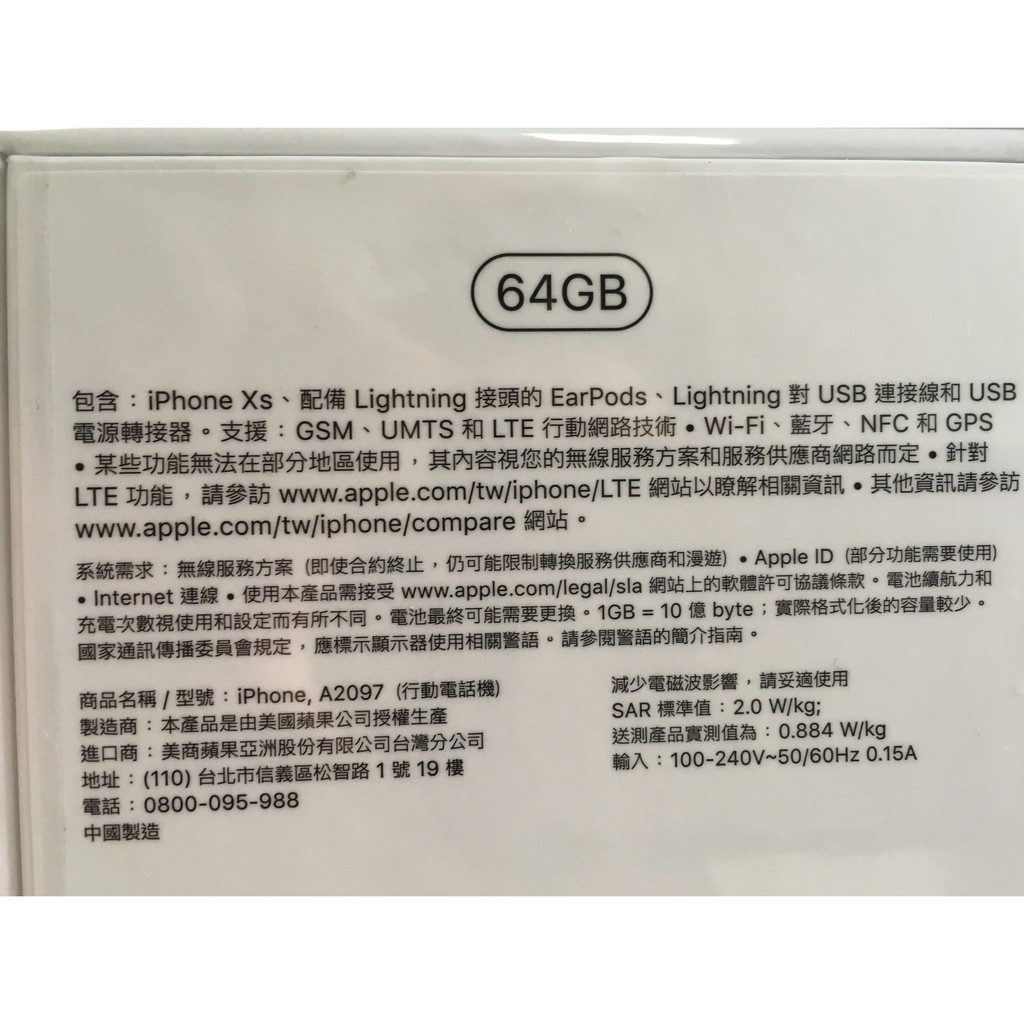 64GB
包含：iPhone Xs、配備 Lightning 接頭的 EarPods、Lightning 對 USB 連接線和 USB
電源轉接器。支援：GSM、UMTS 和 LTE 行動網路技術 • Wi-Fi、藍牙、NFC 和 GPS
• 某些功能無法在部分地區使用，其內容視您的無線服務方案和服務供應商網路而定 • 針對
LTE 功能，請參訪 www.apple.com/tw/iphone/LTE 網站以瞭解相關資訊 • 其他資訊請參訪
www.apple.com/tw/iphone/compare 網站。
系統需求：無線服務方案（即使合約終止，仍可能限制轉換服務供應商和漫遊）• Apple ID（部分功能需要使用）
• Internet 連線 • 使用本產品需接受 www.apple.com/legal/sla 網站上的軟體許可協議條款。電池續航力和
充電次數視使用和設定而有所不同。電池最終可能需要更換。1GB = 10 億 byte；實際格式化後的容量較少。
國家通訊傳播委員會規定，應標示顯示器使用相關警語。請參閱警語的簡介指南。
商品名稱 / 型號：iPhone, A2097（行動電話機）
製造商：本產品是由美國蘋果公司授權生產
進口商：美商蘋果亞洲股份有限公司台灣分公司
地址：(110) 台北市信義區松智路 1 號 19 樓
電話：0800-095-988
中國製造
減少電磁波影響，請妥適使用
SAR 標準值：2.0 W/kg;
送測產品實測值為：0.884 W/kg
輸入：100-240V~50/60Hz 0.15A